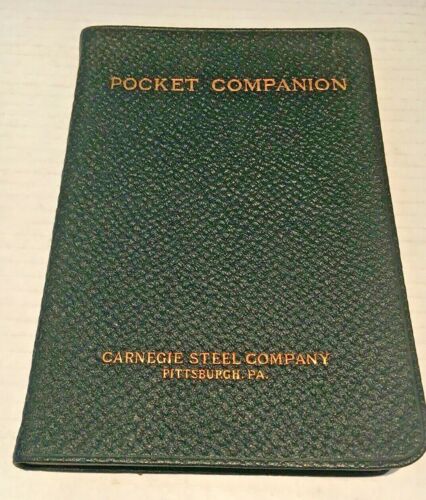 POCKET COMPANION
CARNEGIE STEEL COMPANY
PITTSBURGH, PA.